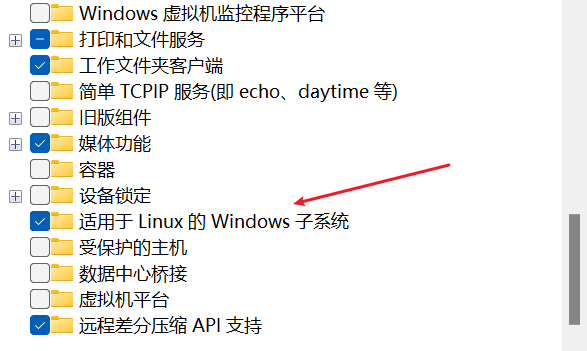 Windows 虚拟机监控程序平台
打印和文件服务
工作文件夹客户端
简单 TCPIP 服务(即 echo、daytime 等)
旧版组件
媒体功能
容器
设备锁定
适用于 Linux 的 Windows 子系统
受保护的主机
数据中心桥接
虚拟机平台
远程差分压缩 API 支持